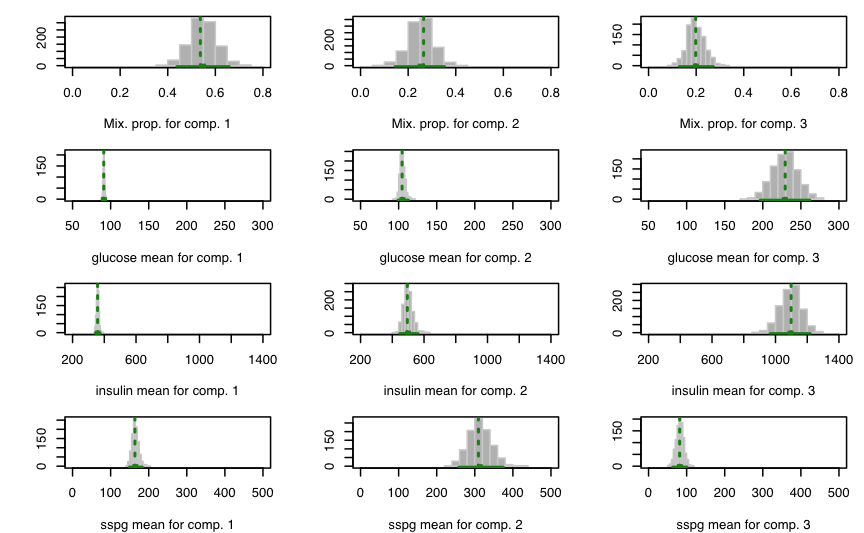 0 200
0 200
0 150
0.0 0.2 0.4 0.6 0.8
0.0 0.2 0.4 0.6 0.8
0.0 0.2 0.4 0.6 0.8
Mix. prop. for comp. 1
Mix. prop. for comp. 2
Mix. prop. for comp. 3
0 150
0 150
0 150
50 100 150 200 250 300
50 100 150 200 250 300
50 100 150 200 250 300
glucose mean for comp. 1
glucose mean for comp. 2
glucose mean for comp. 3
0 150
0 200
0 200
200 600 1000 1400
200 600 1000 1400
200 600 1000 1400
insulin mean for comp. 1
insulin mean for comp. 2
insulin mean for comp. 3
0 150
0 150
0 150
0 100 200 300 400 500
0 100 200 300 400 500
0 100 200 300 400 500
sspg mean for comp. 1
sspg mean for comp. 2
sspg mean for comp. 3